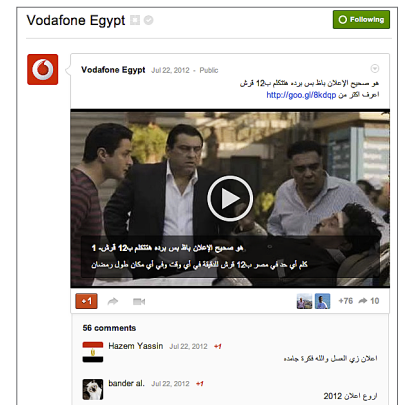 Vodafone Egypt
Following
Vodafone Egypt Jul 22, 2012 - Public
هو صحيح الإعلان باظ بس برده هتتكلم ب12 قرش
اعرف اكتر من http://goo.gl/8kdqp
هو صحيح الإعلان باظ بس برده هتتكلم ب12 قرش- 1
كلم أي حد في مصر ب12 قرش للدقيقة في أي وقت وفي أي مكان طول رمضان
+1
+76
10
56 comments
Hazem Yassin Jul 22, 2012 +1
اعلان زي العسل والله فكرة جامده
bander al. Jul 22, 2012 +1
اروع اعلان 2012